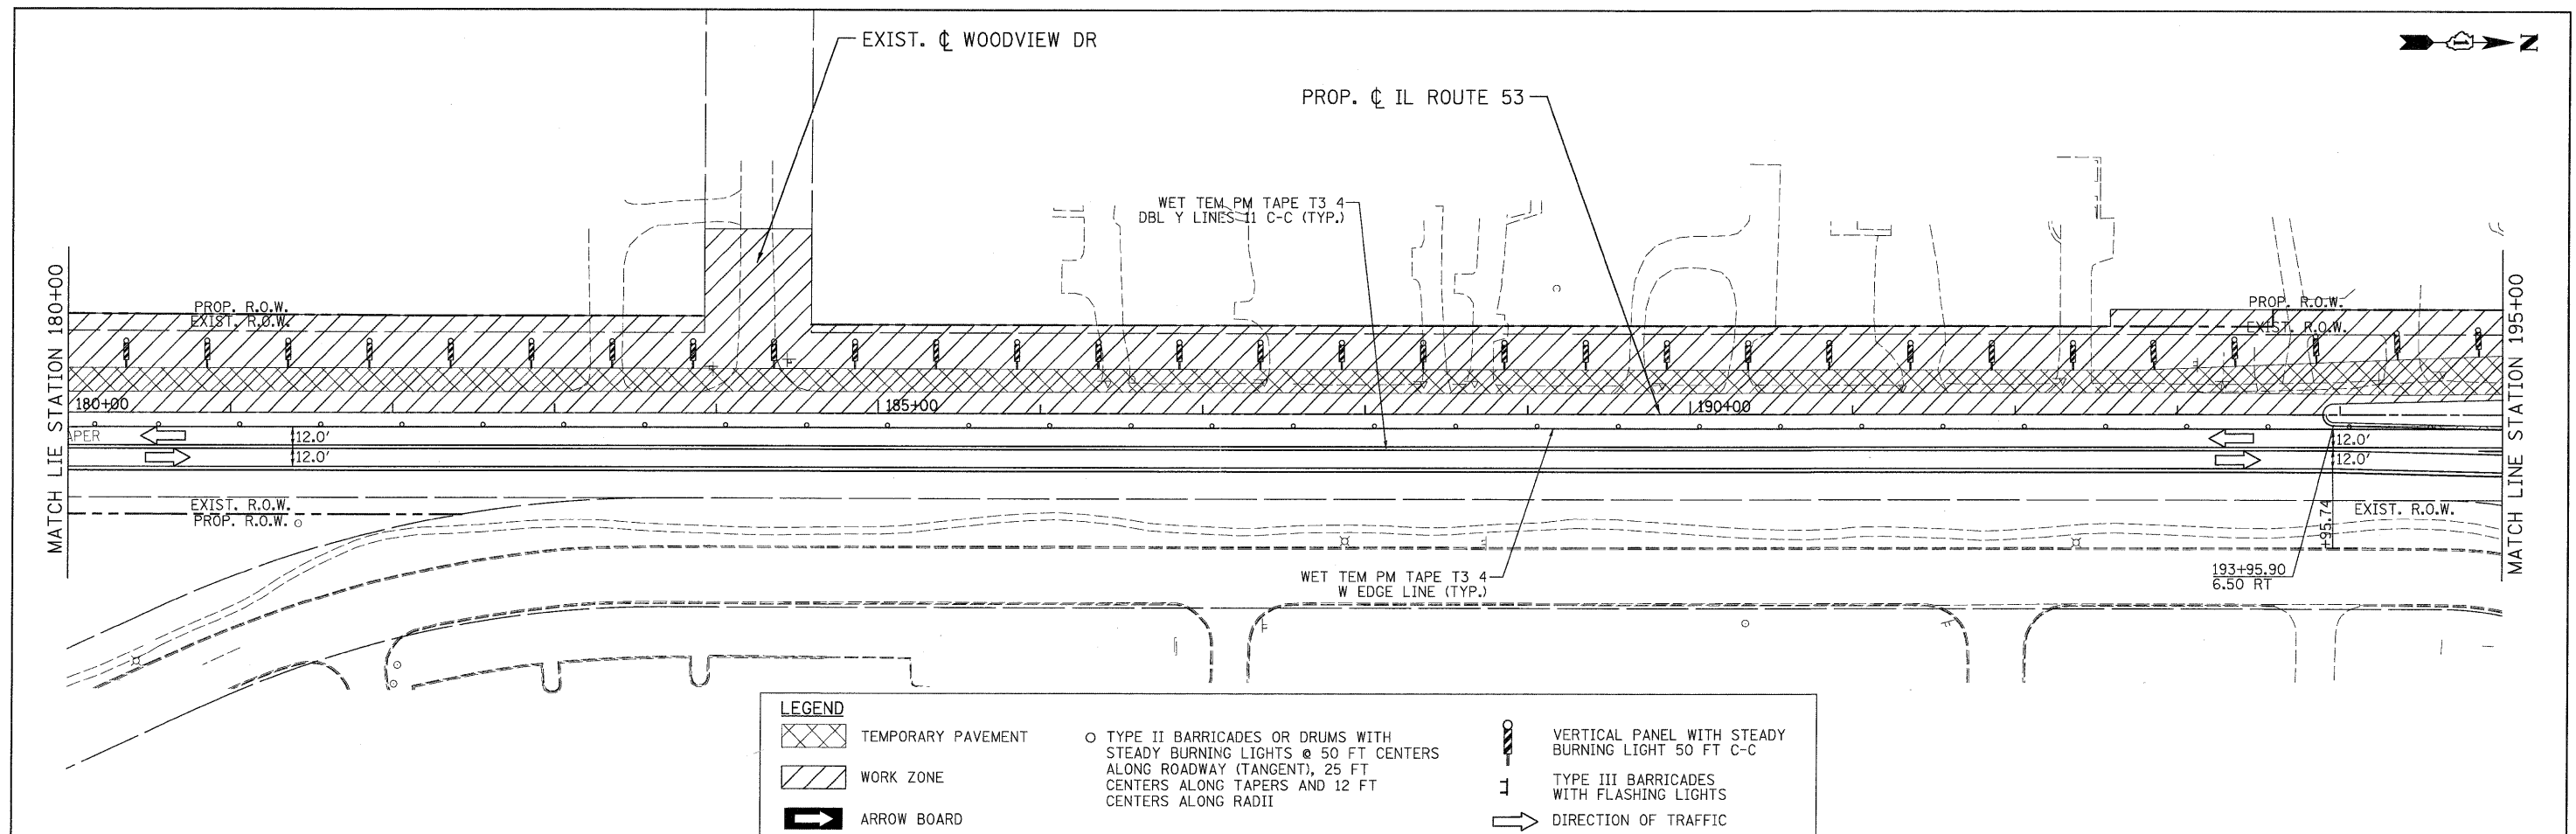 EXIST. ℄ WOODVIEW DR
N
PROP. ℄ IL ROUTE 53
WET TEM PM TAPE T3 4
DBL Y LINES 11 C-C (TYP.)
MATCH LIE STATION 180+00
PROP. R.O.W.
EXIST. R.O.W.
PROP. R.O.W.
EXIST. R.O.W.
MATCH LINE STATION 195+00
180+00
185+00
190+00
APER
12.0'
12.0'
12.0'
12.0'
EXIST. R.O.W.
PROP. R.O.W.
EXIST. R.O.W.
+95.74
WET TEM PM TAPE T3 4
W EDGE LINE (TYP.)
193+95.90
6.50 RT
LEGEND
TEMPORARY PAVEMENT
WORK ZONE
ARROW BOARD
TYPE II BARRICADES OR DRUMS WITH
STEADY BURNING LIGHTS @ 50 FT CENTERS
ALONG ROADWAY (TANGENT), 25 FT
CENTERS ALONG TAPERS AND 12 FT
CENTERS ALONG RADII
VERTICAL PANEL WITH STEADY
BURNING LIGHT 50 FT C-C
TYPE III BARRICADES
WITH FLASHING LIGHTS
DIRECTION OF TRAFFIC